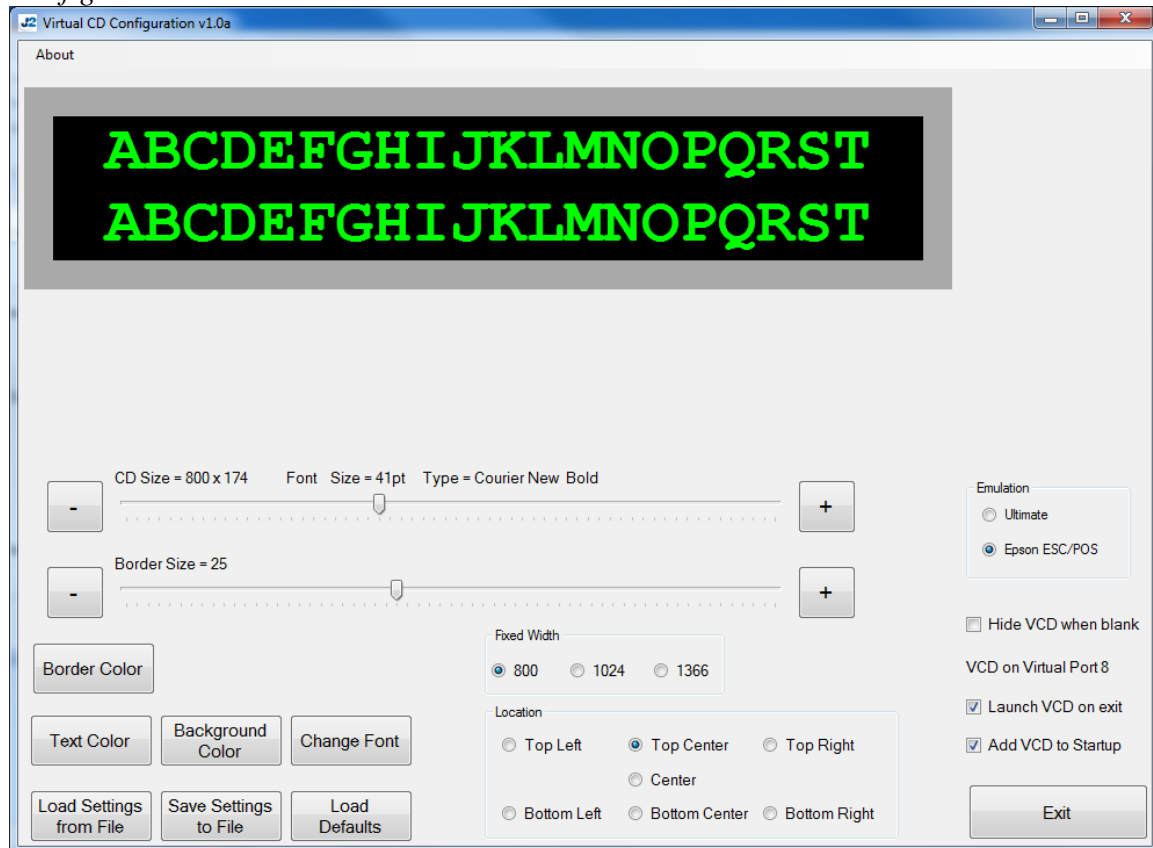 J2 Virtual CD Configuration v1.0a
About
ABCDEFGHIJKLMNOPQRST
ABCDEFGHIJKLMNOPQRST
CD Size = 800 x 174 Font Size = 41pt Type = Courier New Bold
- +
Border Size = 25
- +
Emulation
Ultimate
Epson ESC/POS
Hide VCD when blank
VCD on Virtual Port 8
Launch VCD on exit
Add VCD to Startup
Border Color
Fixed Width
800 1024 1366
Text Color
Background
Color
Change Font
Location
Top Left Top Center Top Right
Center
Bottom Left Bottom Center Bottom Right
Load Settings
from File
Save Settings
to File
Load
Defaults
Exit